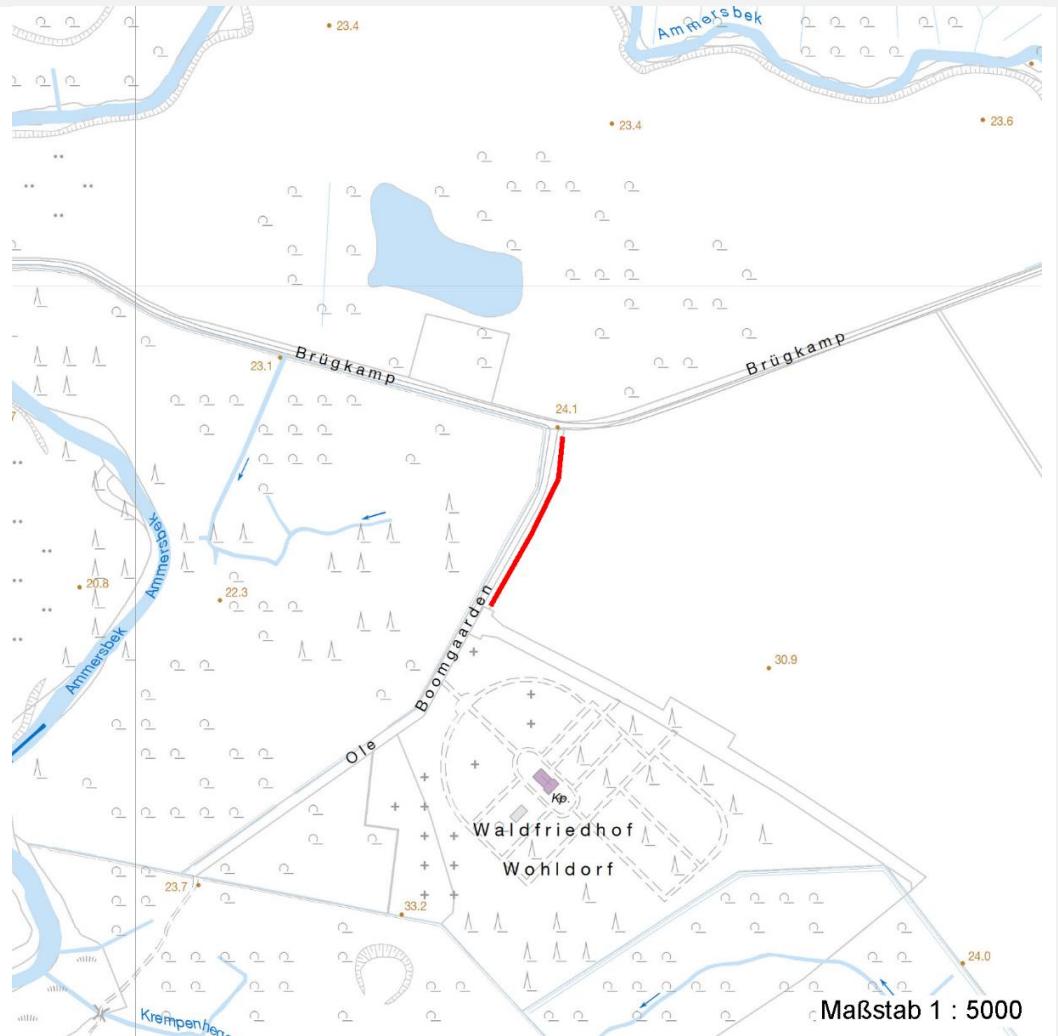 23.4
Ammersbek
23.4
23.6
Brügkamp
Brügkamp
23.1
24.1
Ammersbek
20.8
22.3
Ammersbek
Ole Boomgaarden
30.9
Kp.
Waldfriedhof
Wohldorf
23.7
33.2
24.0
Maßstab 1 : 5000